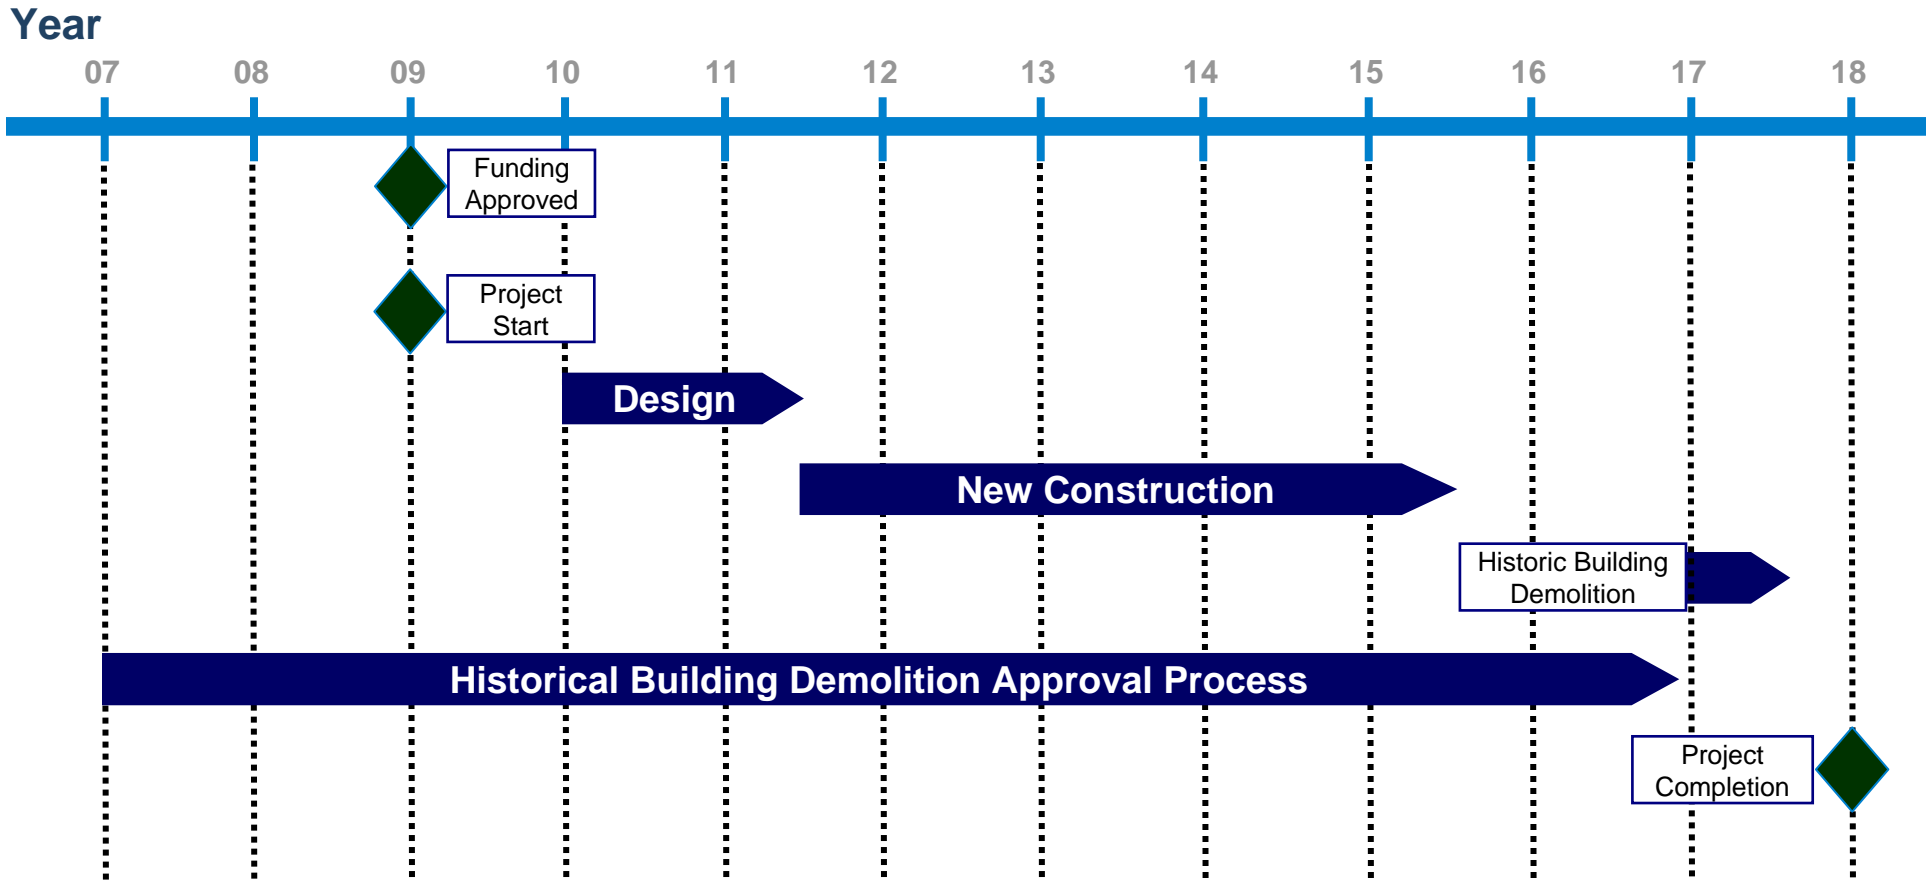 Year
07 08 09 10 11 12 13 14 15 16 17 18
Funding
Approved
Project
Start
Design
New Construction
Historic Building
Demolition
Historical Building Demolition Approval Process
Project
Completion